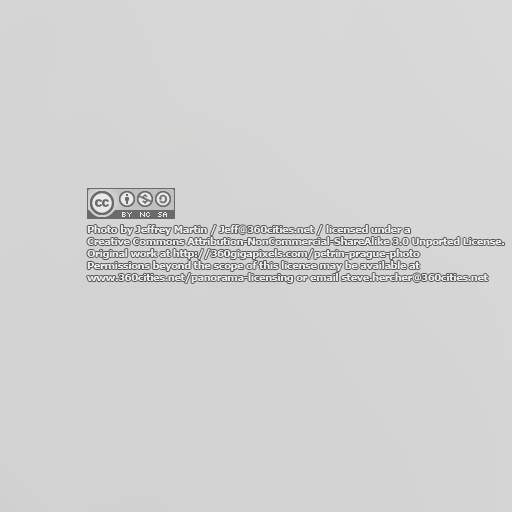 cc
BY NC SA
Photo by Jeffrey Martin / Jeff@360cities.net / licensed under a
Creative Commons Attribution-NonCommercial-ShareAlike 3.0 Unported License.
Original work at http://360gigapixels.com/petrin-prague-photo
Permissions beyond the scope of this license may be available at
www.360cities.net/panorama-licensing or email steve.hercher@360cities.net